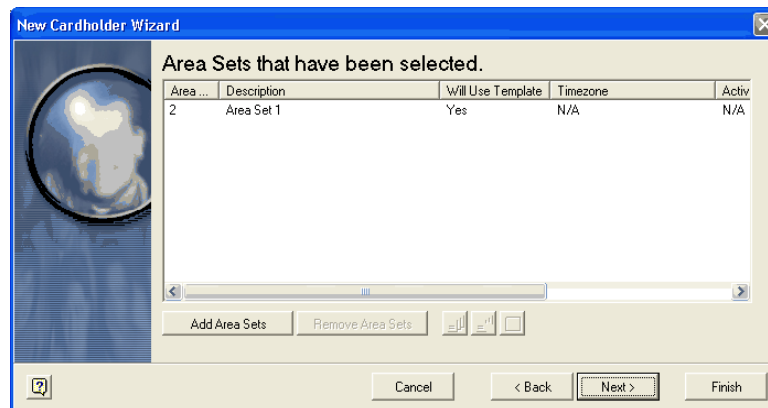 New Cardholder Wizard
Area Sets that have been selected.
Area ... Description Will Use Template Timezone Activ
2 Area Set 1 Yes N/A N/A
Add Area Sets Remove Area Sets
? Cancel < Back Next > Finish